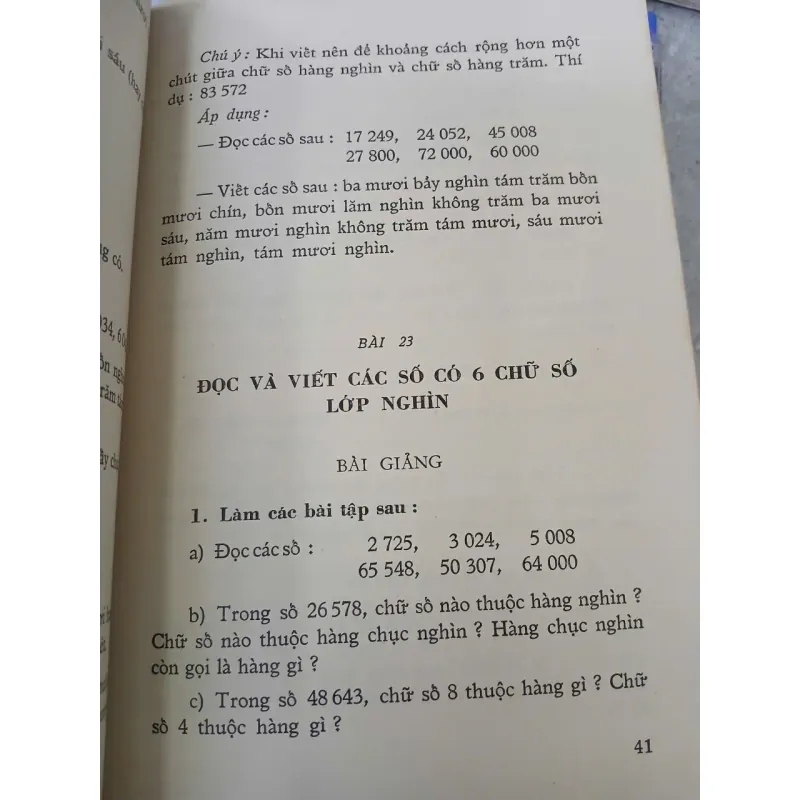 Chú ý : Khi viết nên để khoảng cách rộng hơn một
chút giữa chữ số hàng nghìn và chữ số hàng trăm. Thí
dụ : 83 572
Áp dụng :
— Đọc các số sau : 17 249, 24 052, 45 008
27 800, 72 000, 60 000
— Viết các số sau : ba mươi bảy nghìn tám trăm bốn
mươi chín, bốn mươi lăm nghìn không trăm ba mươi
sáu, năm mươi nghìn không trăm tám mươi, sáu mươi
tám nghìn, tám mươi nghìn.
BÀI 23
ĐỌC VÀ VIẾT CÁC SỐ CÓ 6 CHỮ SỐ
LỚP NGHÌN
BÀI GIẢNG
1. Làm các bài tập sau :
a) Đọc các số : 2 725, 3 024, 5 008
65 548, 50 307, 64 000
b) Trong số 26 578, chữ số nào thuộc hàng nghìn ?
Chữ số nào thuộc hàng chục nghìn ? Hàng chục nghìn
còn gọi là hàng gì ?
c) Trong số 48 643, chữ số 8 thuộc hàng gì ? Chữ
số 4 thuộc hàng gì ?
41